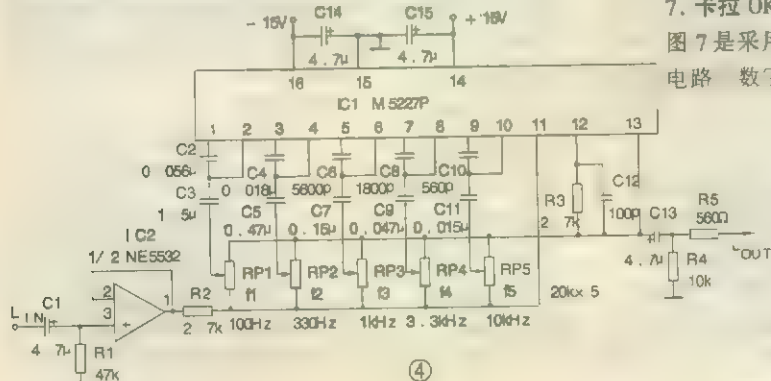 - 15V C14 C15 + 15V
4.7μ 4.7μ
16 15 14
IC1 M5227P
1 2 3 4 5 6 7 8 8 9 10 11 12 13
C2 C4 C6 C8 C10
0 056μ 0 018μ 5600p 1800p 560p
C3 C5 C7 C9 C11
1 5μ 0.47μ 0.15μ 0.047μ 0.015μ
R3 2 7k
C12 100p
C13 4.7μ
R5 560Ω
OUT
R4 10k
IC2
1/2 NE5532
RP1 RP2 RP3 RP4 RP5
f1 f2 f3 f4 f5
20k×5
L IN C1
4 7μ
2 3 1
- +
R1
47k
R2
2 7k
100Hz 330Hz 1kHz 3.3kHz 10kHz
④
7. 卡拉 OK
图 7 是采用
电路 数字